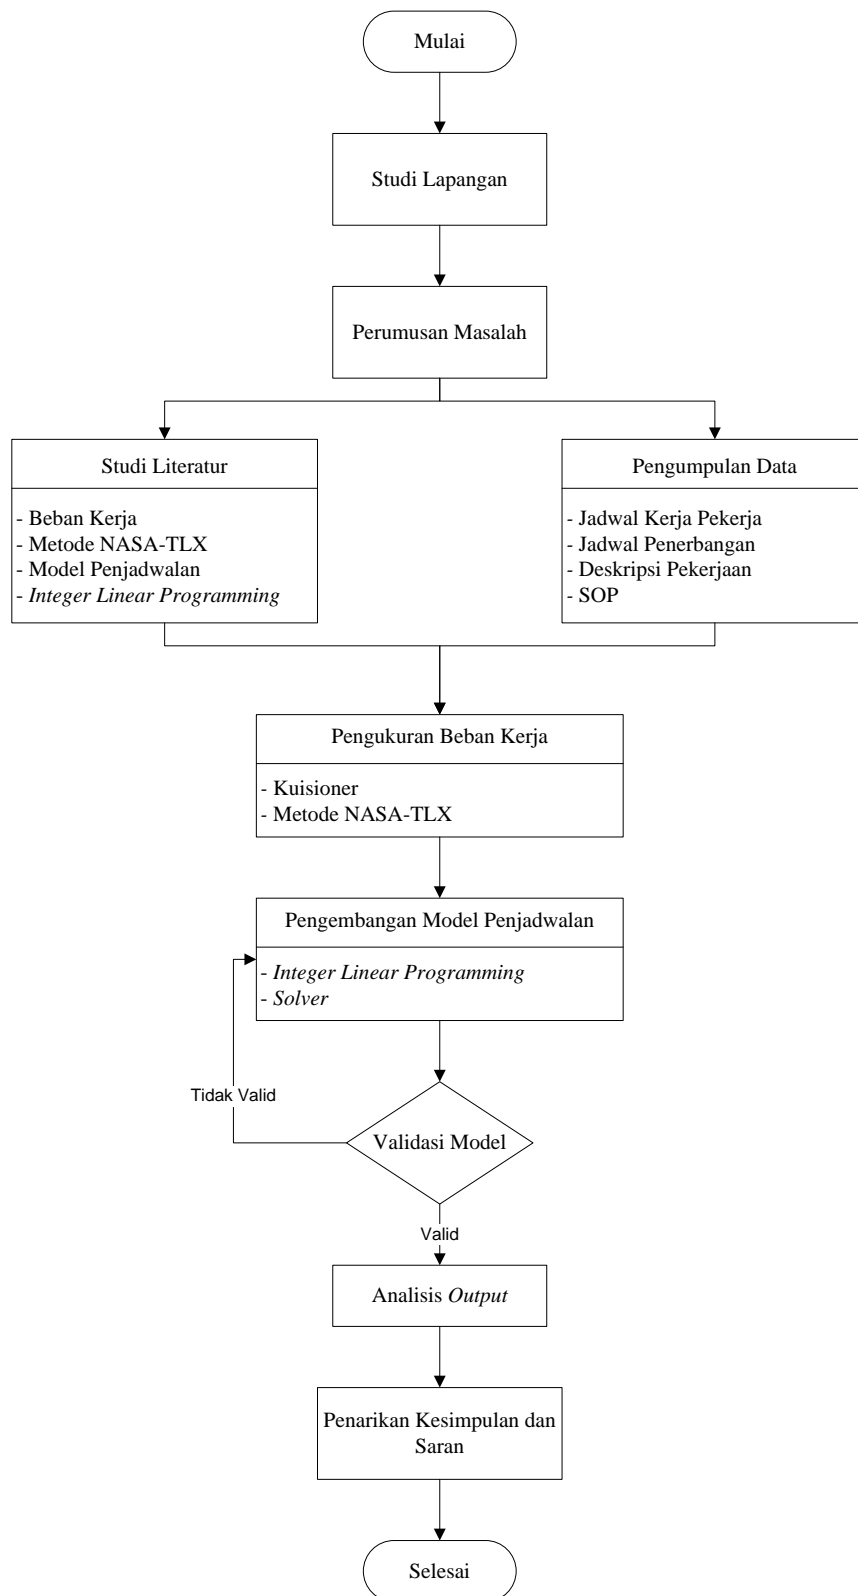 Mulai
Studi Lapangan
Perumusan Masalah
Studi Literatur
- Beban Kerja
- Metode NASA-TLX
- Model Penjadwalan
- Integer Linear Programming
Pengumpulan Data
- Jadwal Kerja Pekerja
- Jadwal Penerbangan
- Deskripsi Pekerjaan
- SOP
Pengukuran Beban Kerja
- Kuisioner
- Metode NASA-TLX
Pengembangan Model Penjadwalan
- Integer Linear Programming
- Solver
Tidak Valid
Validasi Model
Valid
Analisis Output
Penarikan Kesimpulan dan
Saran
Selesai